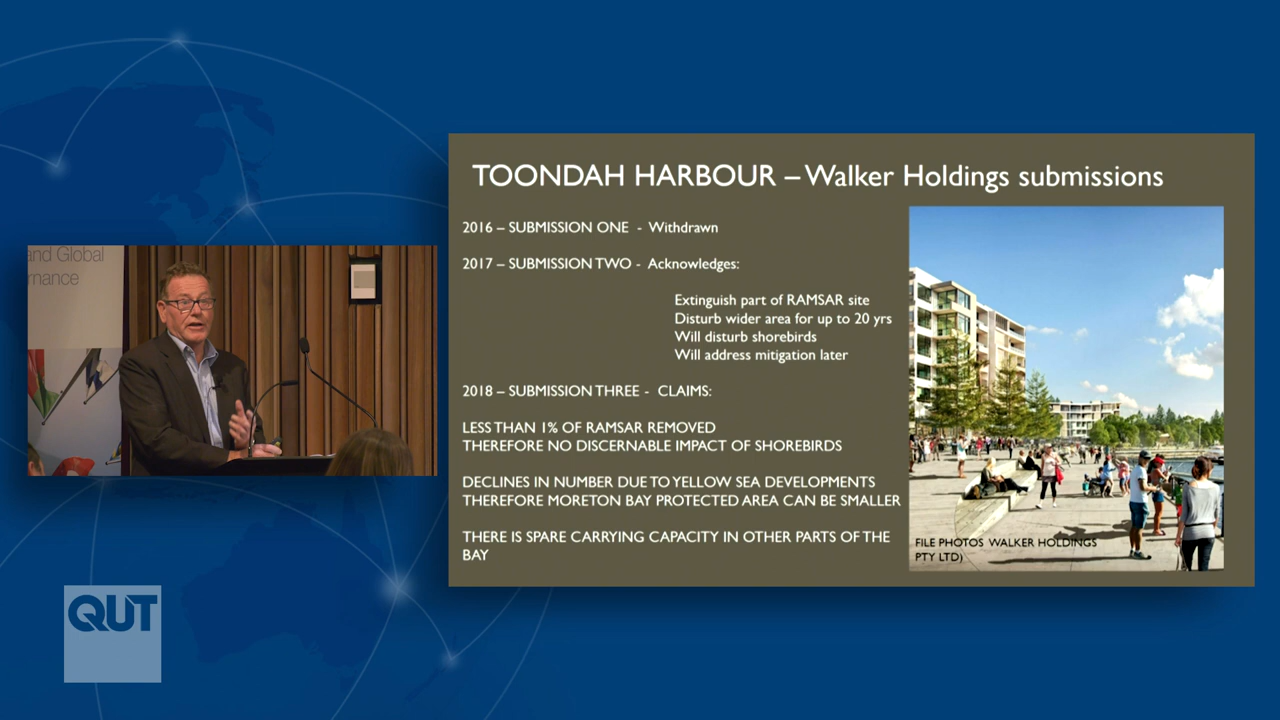 and Global
rnance
TOONDAH HARBOUR – Walker Holdings submissions
2016 – SUBMISSION ONE - Withdrawn
2017 – SUBMISSION TWO - Acknowledges:
Extinguish part of RAMSAR site
Disturb wider area for up to 20 yrs
Will disturb shorebirds
Will address mitigation later
2018 – SUBMISSION THREE - CLAIMS:
LESS THAN 1% OF RAMSAR REMOVED
THEREFORE NO DISCERNABLE IMPACT OF SHOREBIRDS
DECLINES IN NUMBER DUE TO YELLOW SEA DEVELOPMENTS
THEREFORE MORETON BAY PROTECTED AREA CAN BE SMALLER
THERE IS SPARE CARRYING CAPACITY IN OTHER PARTS OF THE
BAY
FILE PHOTOS WALKER HOLDINGS
PTY LTD)
QUT